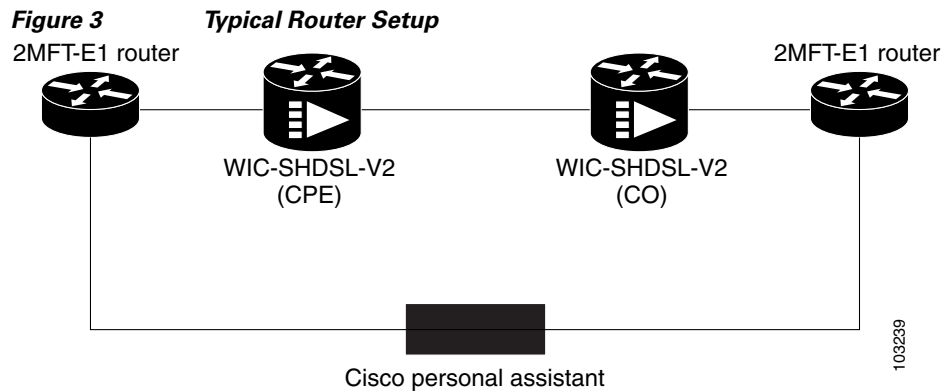 Figure 3 Typical Router Setup
2MFT-E1 router
2MFT-E1 router
WIC-SHDSL-V2
(CPE)
WIC-SHDSL-V2
(CO)
Cisco personal assistant
103239